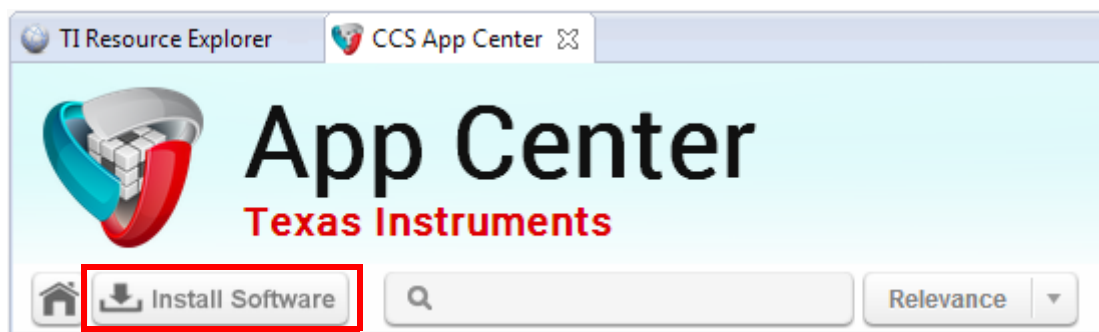 TI Resource Explorer
CCS App Center
App Center
Texas Instruments
Install Software
Relevance